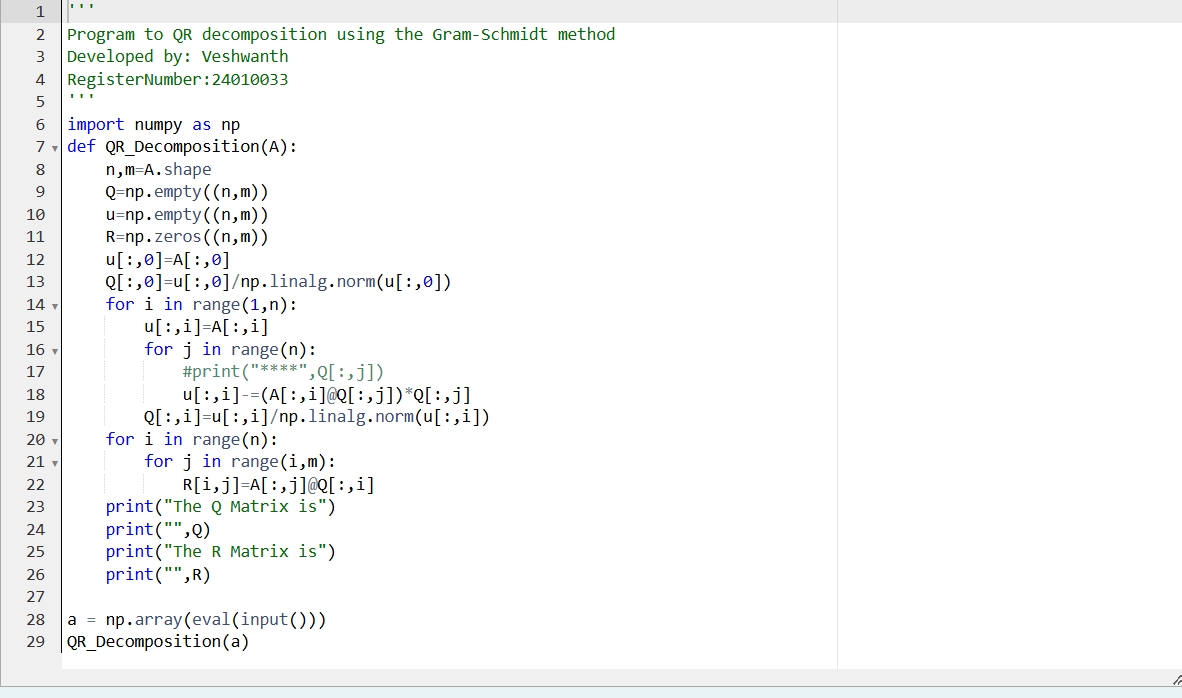 1 '''
2 Program to QR decomposition using the Gram-Schmidt method
3 Developed by: Veshwanth
4 RegisterNumber:24010033
5 '''
6 import numpy as np
7 def QR_Decomposition(A):
8     n,m=A.shape
9     Q=np.empty((n,m))
10     u=np.empty((n,m))
11     R=np.zeros((n,m))
12     u[:,0]=A[:,0]
13     Q[:,0]=u[:,0]/np.linalg.norm(u[:,0])
14     for i in range(1,n):
15         u[:,i]=A[:,i]
16         for j in range(n):
17             #print("****",Q[:,j])
18             u[:,i]-=(A[:,i]@Q[:,j])*Q[:,j]
19         Q[:,i]=u[:,i]/np.linalg.norm(u[:,i])
20     for i in range(n):
21         for j in range(i,m):
22             R[i,j]=A[:,j]@Q[:,i]
23     print("The Q Matrix is")
24     print("",Q)
25     print("The R Matrix is")
26     print("",R)
27
28 a = np.array(eval(input()))
29 QR_Decomposition(a)